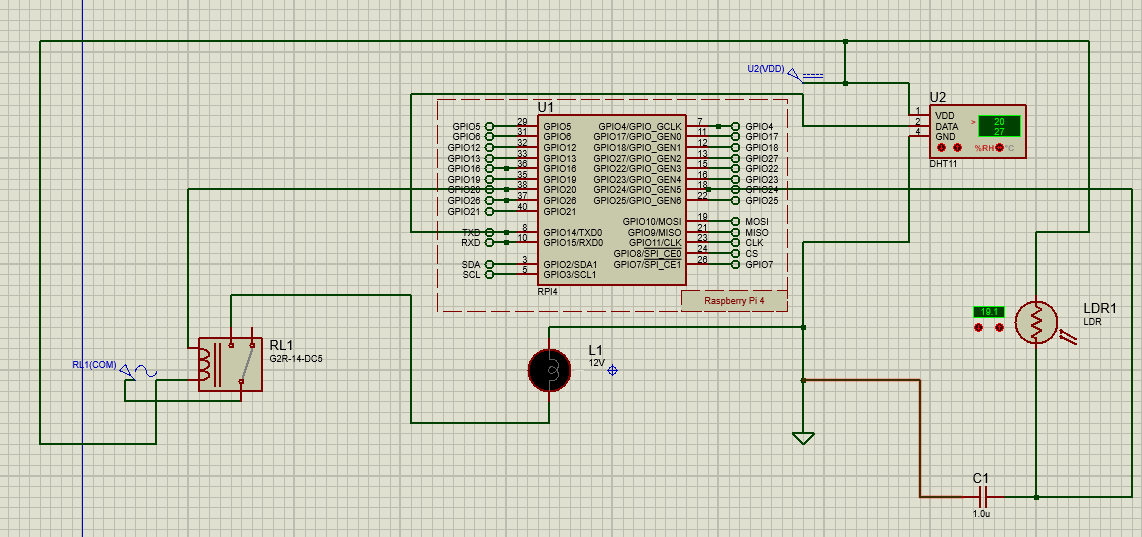 U2(VDD)
U1
U2
GPIO5 29 GPIO5 GPIO4/GPIO_GCLK 7 GPIO4
GPIO6 31 GPIO6 GPIO17/GPIO_GEN0 11 GPIO17
GPIO12 32 GPIO12 GPIO18/GPIO_GEN1 12 GPIO18
GPIO13 33 GPIO13 GPIO27/GPIO_GEN2 13 GPIO27
GPIO16 36 GPIO16 GPIO22/GPIO_GEN3 15 GPIO22
GPIO19 35 GPIO19 GPIO23/GPIO_GEN4 16 GPIO23
GPIO20 38 GPIO20 GPIO24/GPIO_GEN5 18 GPIO24
GPIO26 37 GPIO26 GPIO25/GPIO_GEN6 22 GPIO25
GPIO21 40 GPIO21
GPIO10/MOSI 19 MOSI
TXD 8 GPIO14/TXD0 GPIO9/MISO 21 MISO
RXD 10 GPIO15/RXD0 GPIO11/CLK 23 CLK
GPIO8/SPI_CE0 24 CS
SDA 3 GPIO2/SDA1 GPIO7/SPI_CE1 26 GPIO7
SCL 5 GPIO3/SCL1
RPI4
Raspberry Pi 4
1 VDD
2 DATA
4 GND
> 20
27
%RH °C
DHT11
19.1
LDR1
LDR
RL1
G2R-14-DC5
RL1(COM)
L1
12V
C1
1.0u